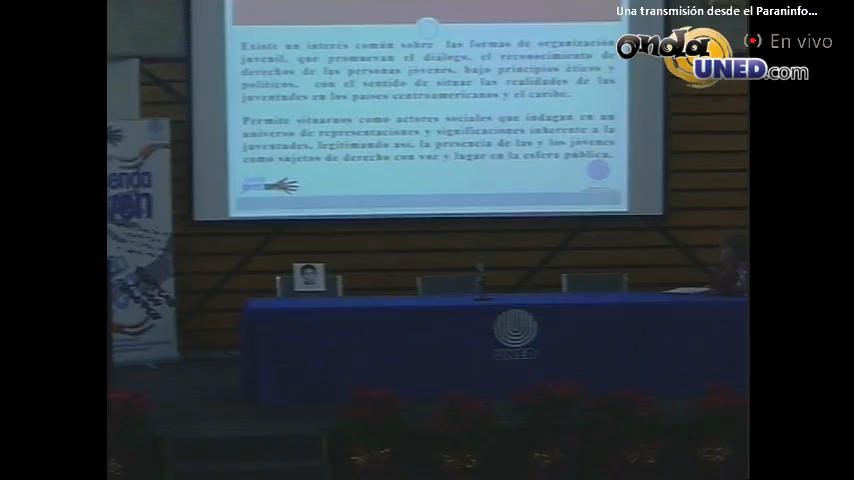 Una transmisión desde el Paraninfo...
onda
UNED.com
En vivo
Existe un interés común sobre las formas de organización
juvenil, que promuevan el dialogo, el reconocimiento de
derechos de las personas jóvenes, bajo principios éticos y
políticos, con el sentido de situar las realidades de las
juventudes en los países centroamericanos y el caribe.
Permite situarnos como actores sociales que indagan en un
universo de representaciones y significaciones inherente a la
juventudes, legitimando así, la presencia de las y los jóvenes
como sujetos de derecho con voz y lugar en la esfera pública.
enda
ven
UNED